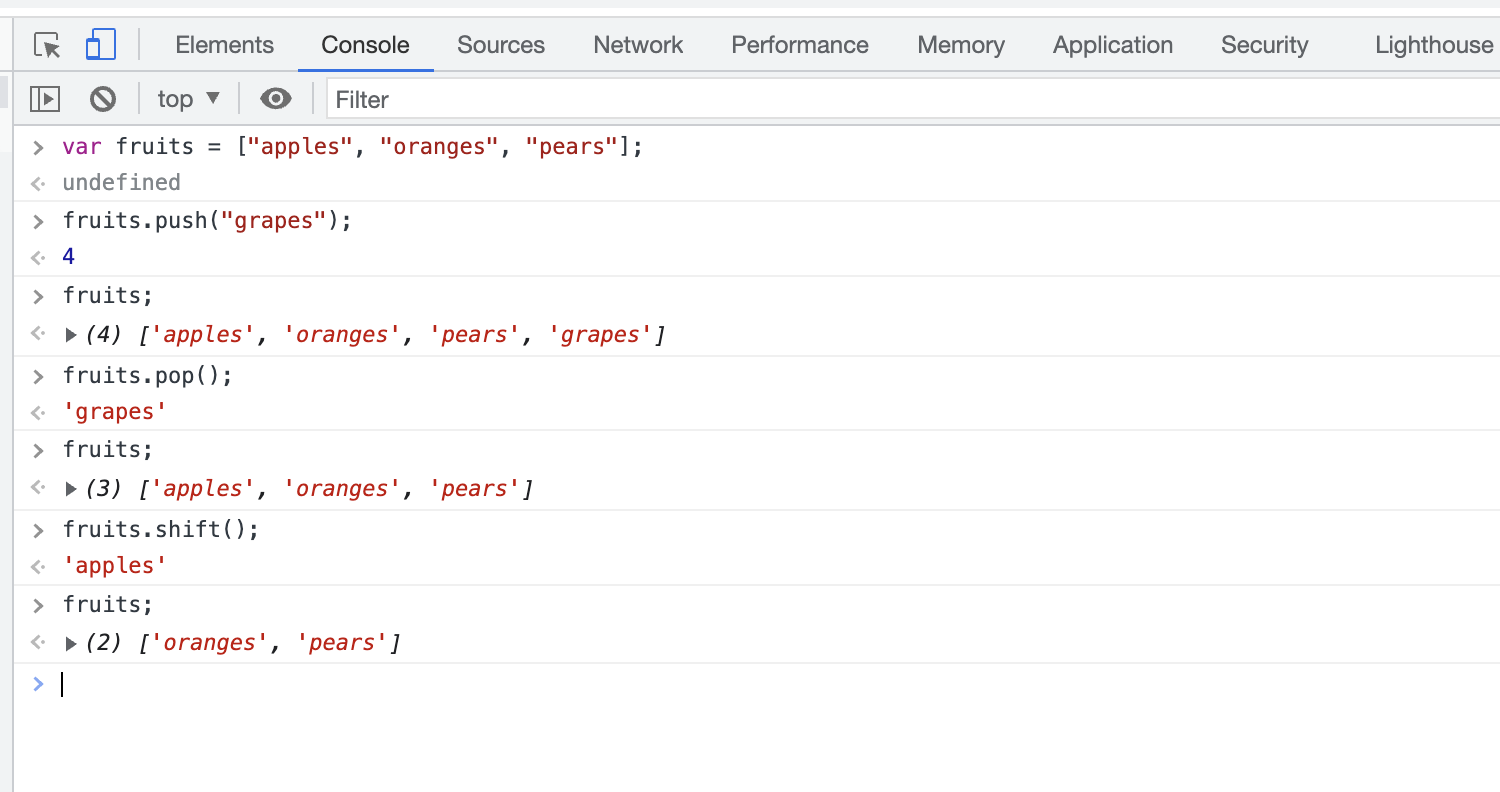 Elements Console Sources Network Performance Memory Application Security Lighthouse
top Filter
var fruits = ["apples", "oranges", "pears"];
undefined
fruits.push("grapes");
4
fruits;
(4) ['apples', 'oranges', 'pears', 'grapes']
fruits.pop();
'grapes'
fruits;
(3) ['apples', 'oranges', 'pears']
fruits.shift();
'apples'
fruits;
(2) ['oranges', 'pears']